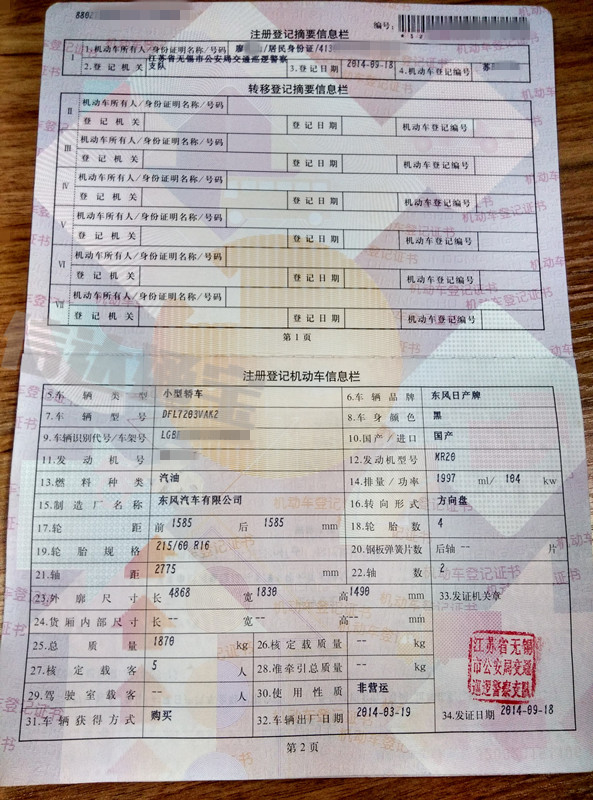 8802
编号:
注册登记摘要信息栏
Ⅰ 1.机动车所有人/身份证明名称/号码 廖 /居民身份证/413
2.登记机关 江苏省无锡市公安局交通巡逻警察支队 3.登记日期 2014-09-18 4.机动车登记编号 苏
转移登记摘要信息栏
Ⅱ 机动车所有人/身份证明名称/号码
登记机关 登记日期 机动车登记编号
Ⅲ 机动车所有人/身份证明名称/号码
登记机关 登记日期 机动车登记编号
Ⅳ 机动车所有人/身份证明名称/号码
登记机关 登记日期 机动车登记编号
Ⅴ 机动车所有人/身份证明名称/号码
登记机关 登记日期 机动车登记编号
Ⅵ 机动车所有人/身份证明名称/号码
登记机关 登记日期 机动车登记编号
Ⅶ 机动车所有人/身份证明名称/号码
登记机关 登记日期 机动车登记编号
第1页
注册登记机动车信息栏
5.车辆类型 小型轿车 6.车辆品牌 东风日产牌
7.车辆型号 DFL7203VAK2 8.车身颜色 黑
9.车辆识别代号/车架号 LGB 10.国产/进口 国产
11.发动机号 12.发动机型号 MR20
13.燃料种类 汽油 14.排量/功率 1997 ml/ 104 kw
15.制造厂名称 东风汽车有限公司 16.转向形式 方向盘
17.轮距 前 1585 后 1585 mm 18.轮胎数 4
19.轮胎规格 215/60 R16 20.钢板弹簧片数 后轴 -- 片
21.轴距 2775 mm 22.轴数 2
23.外廓尺寸 长 4868 宽 1830 高 1490 mm 33.发证机关章
24.货厢内部尺寸 长-- 宽-- 高-- mm
25.总质量 1870 kg 26.核定载质量 -- kg
27.核定载客 5 人 28.准牵引总质量 -- kg
29.驾驶室载客 -- 人 30.使用性质 非营运
31.车辆获得方式 购买 32.车辆出厂日期 2014-03-19 34.发证日期 2014-09-18
江苏省无锡
市公安局交通
巡逻警察支队
第2页